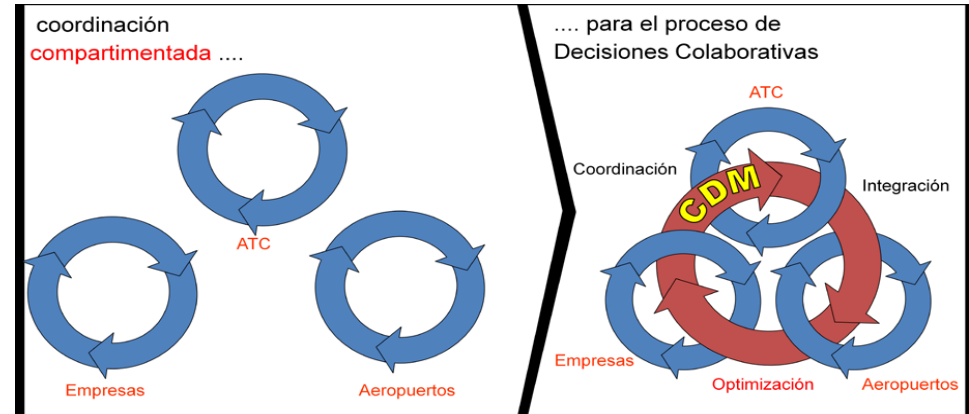 coordinación
compartimentada ....
ATC
Empresas
Aeropuertos
.... para el proceso de
Decisiones Colaborativas
ATC
Coordinación
CDM
Integración
Empresas
Optimización
Aeropuertos